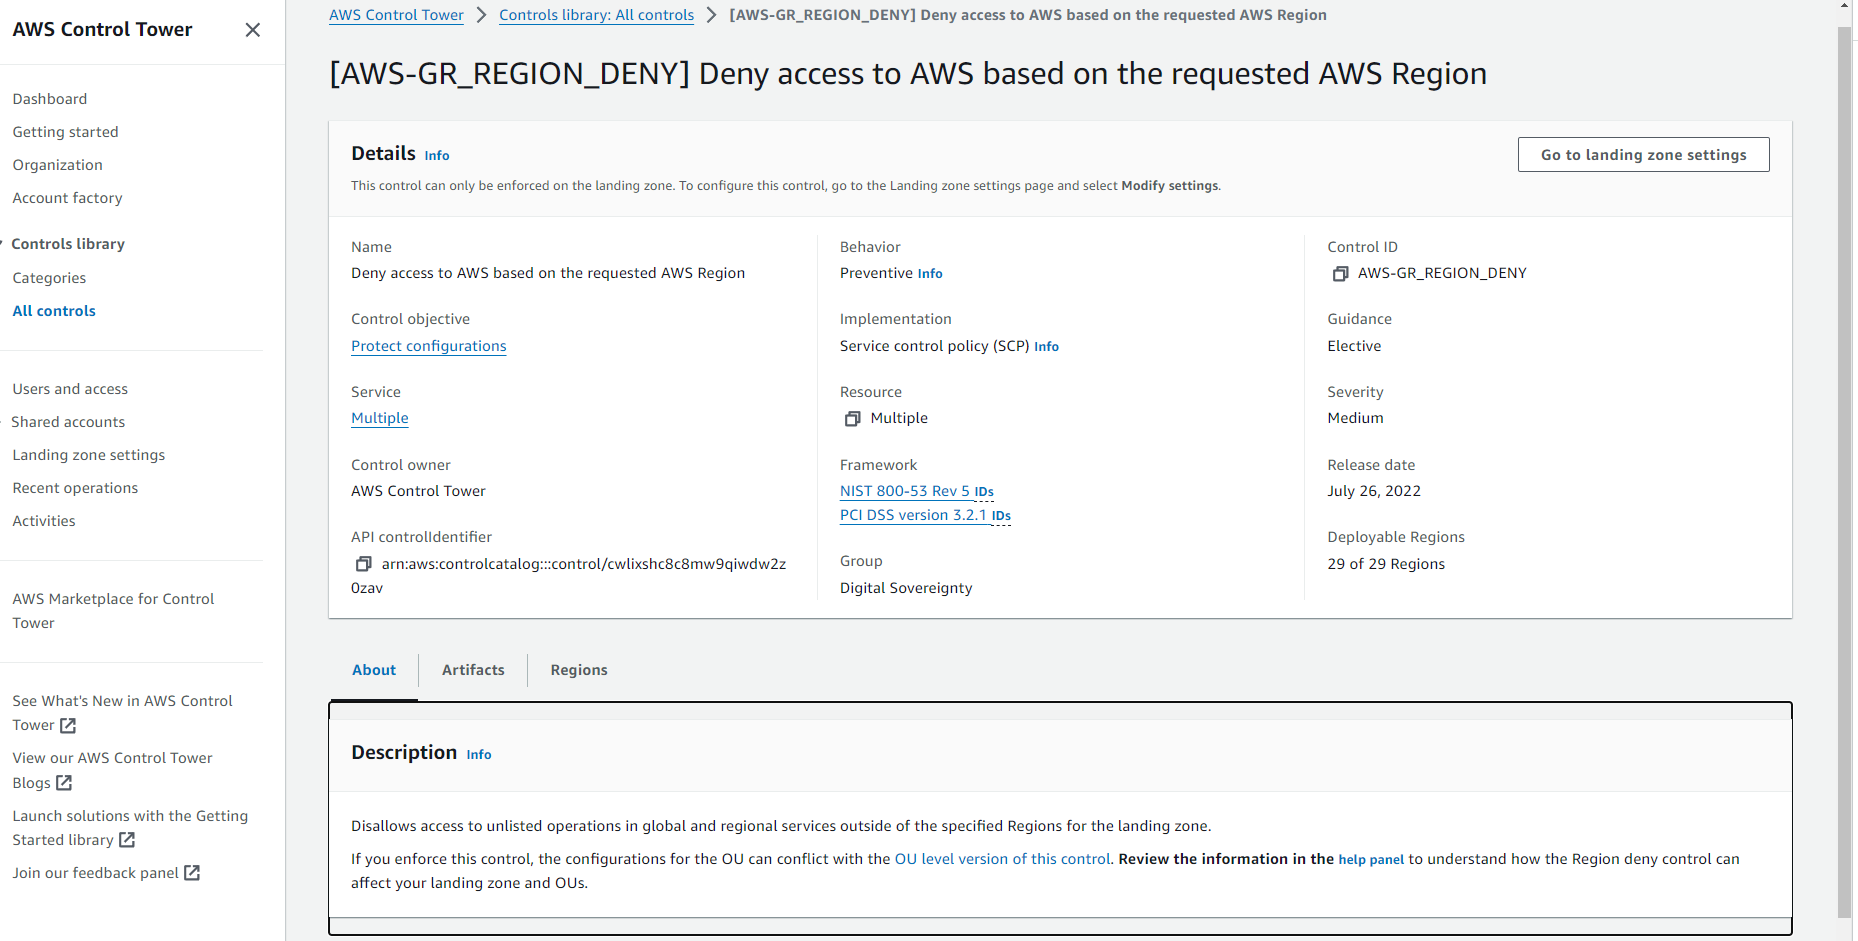 AWS Control Tower
Dashboard
Getting started
Organization
Account factory
Controls library
Categories
All controls
Users and access
Shared accounts
Landing zone settings
Recent operations
Activities
AWS Marketplace for Control
Tower
See What's New in AWS Control
Tower
View our AWS Control Tower
Blogs
Launch solutions with the Getting
Started library
Join our feedback panel
AWS Control Tower > Controls library: All controls > [AWS-GR_REGION_DENY] Deny access to AWS based on the requested AWS Region
[AWS-GR_REGION_DENY] Deny access to AWS based on the requested AWS Region
Details Info
Go to landing zone settings
This control can only be enforced on the landing zone. To configure this control, go to the Landing zone settings page and select Modify settings.
Name
Deny access to AWS based on the requested AWS Region
Control objective
Protect configurations
Service
Multiple
Control owner
AWS Control Tower
API controlIdentifier
arn:aws:controlcatalog:::control/cwlixshc8c8mw9qiwdw2z
0zav
Behavior
Preventive Info
Implementation
Service control policy (SCP) Info
Resource
Multiple
Framework
NIST 800-53 Rev 5 IDs
PCI DSS version 3.2.1 IDs
Group
Digital Sovereignty
Control ID
AWS-GR_REGION_DENY
Guidance
Elective
Severity
Medium
Release date
July 26, 2022
Deployable Regions
29 of 29 Regions
About
Artifacts
Regions
Description Info
Disallows access to unlisted operations in global and regional services outside of the specified Regions for the landing zone.
If you enforce this control, the configurations for the OU can conflict with the OU level version of this control. Review the information in the help panel to understand how the Region deny control can
affect your landing zone and OUs.